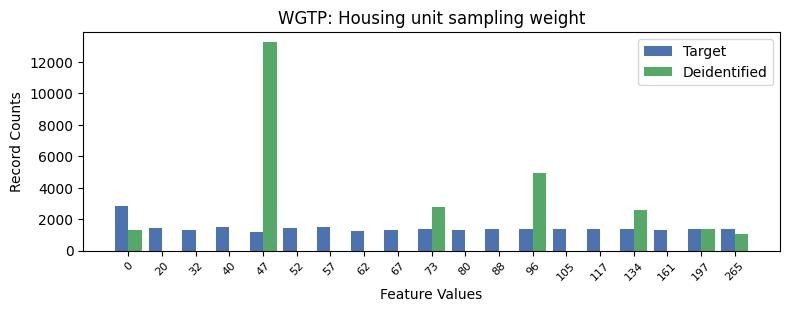 WGTP: Housing unit sampling weight
Target
Deidentified
Record Counts
12000
10000
8000
6000
4000
2000
0
0 20 32 40 47 52 57 62 67 73 80 88 96 105 117 134 161 197 265
Feature Values